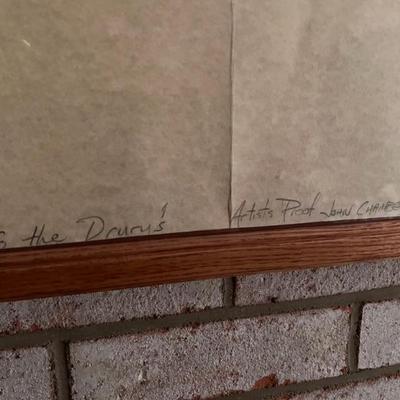 the Drury's
Artists Proof John